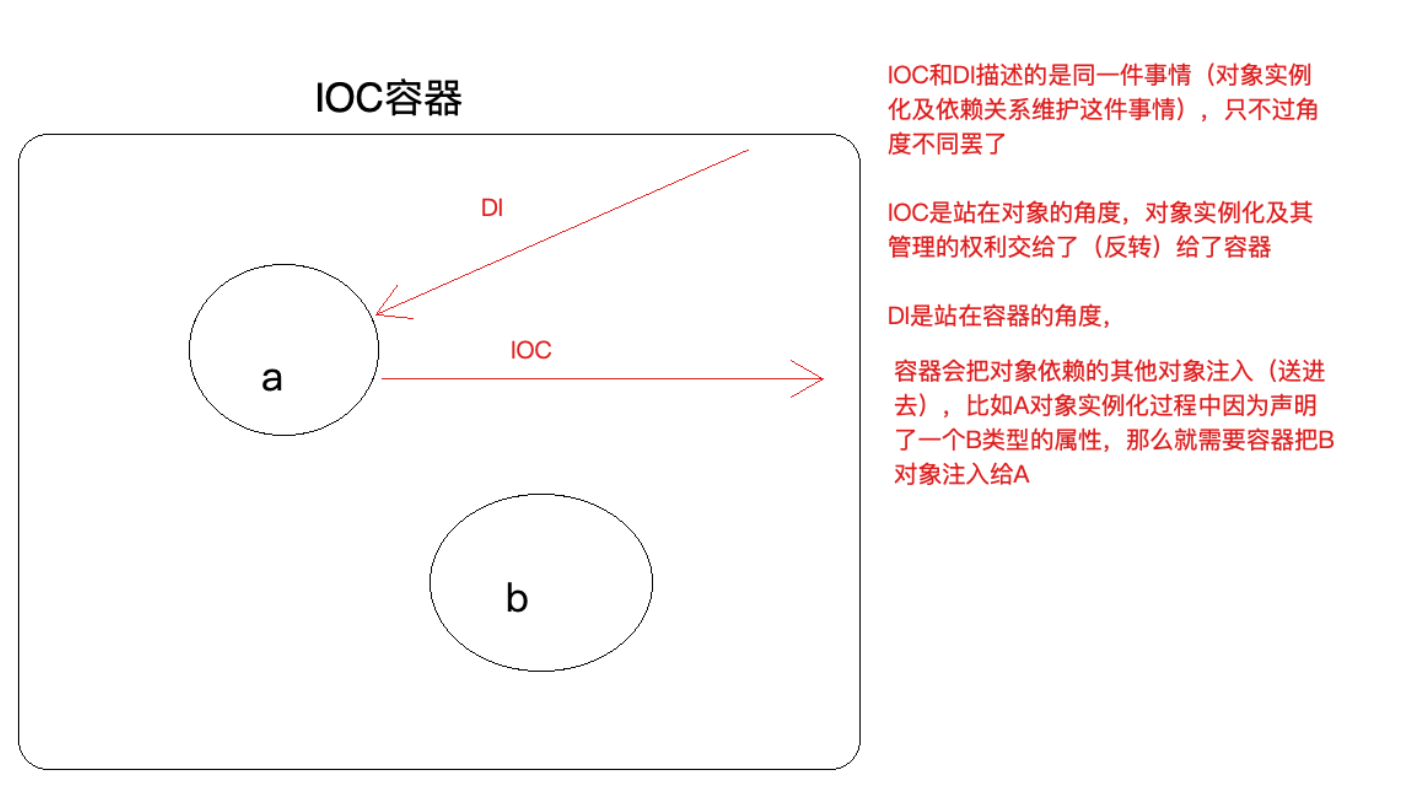 IOC容器
DI
IOC
a
b
IOC和DI描述的是同一件事情（对象实例
化及依赖关系维护这件事情），只不过角
度不同罢了
IOC是站在对象的角度，对象实例化及其
管理的权利交给了（反转）给了容器
DI是站在容器的角度，
容器会把对象依赖的其他对象注入（送进
去），比如A对象实例化过程中因为声明
了一个B类型的属性，那么就需要容器把B
对象注入给A